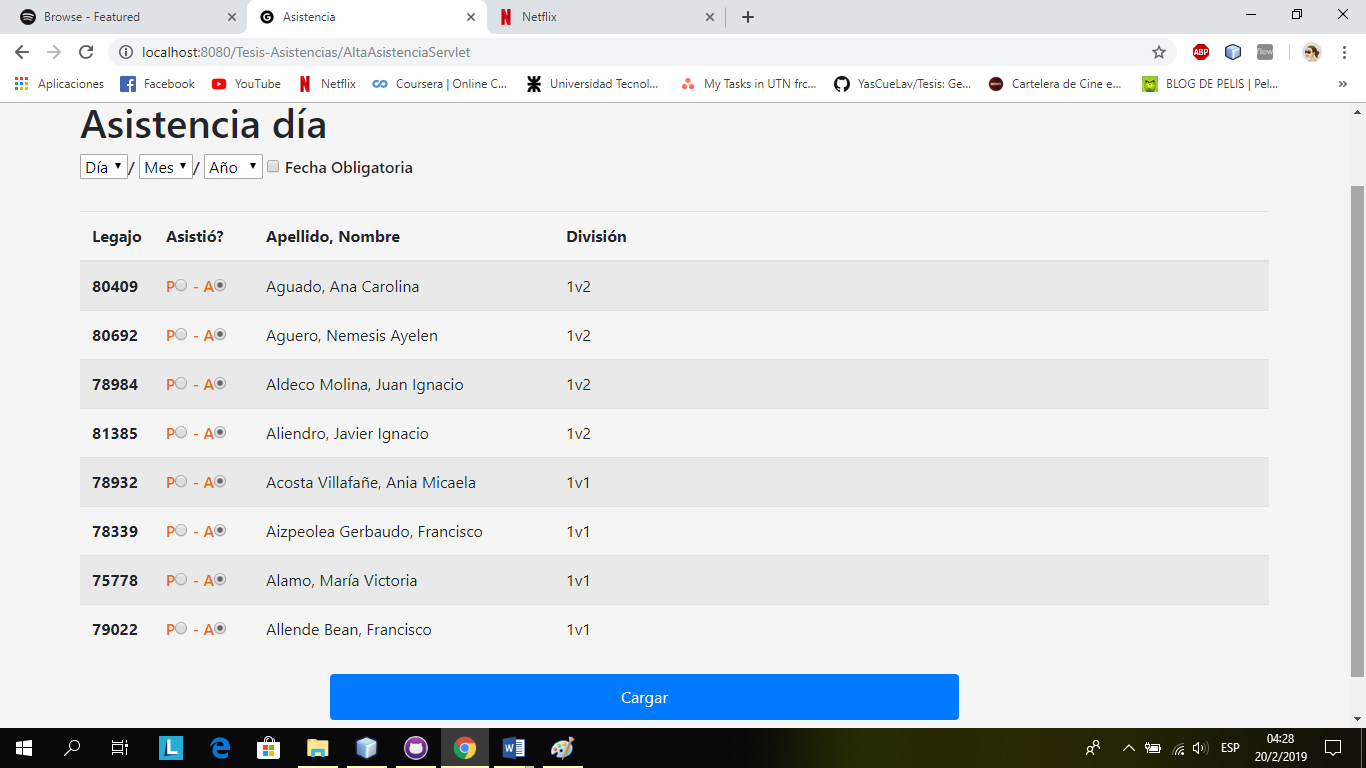 Browse - Featured
Asistencia
Netflix
localhost:8080/Tesis-Asistencias/AltaAsistenciaServlet
ABP
flow
Aplicaciones Facebook YouTube Netflix Coursera | Online C... Universidad Tecnol... My Tasks in UTN frc... YasCueLav/Tesis: Ge... Cartelera de Cine e... BLOG DE PELIS | Pel... »
Asistencia día
Día / Mes / Año Fecha Obligatoria
Legajo Asistió? Apellido, Nombre División
80409 P - A Aguado, Ana Carolina 1v2
80692 P - A Aguero, Nemesis Ayelen 1v2
78984 P - A Aldeco Molina, Juan Ignacio 1v2
81385 P - A Aliendro, Javier Ignacio 1v2
78932 P - A Acosta Villafañe, Ania Micaela 1v1
78339 P - A Aizpeolea Gerbaudo, Francisco 1v1
75778 P - A Alamo, María Victoria 1v1
79022 P - A Allende Bean, Francisco 1v1
Cargar
L
ESP
04:28
20/2/2019